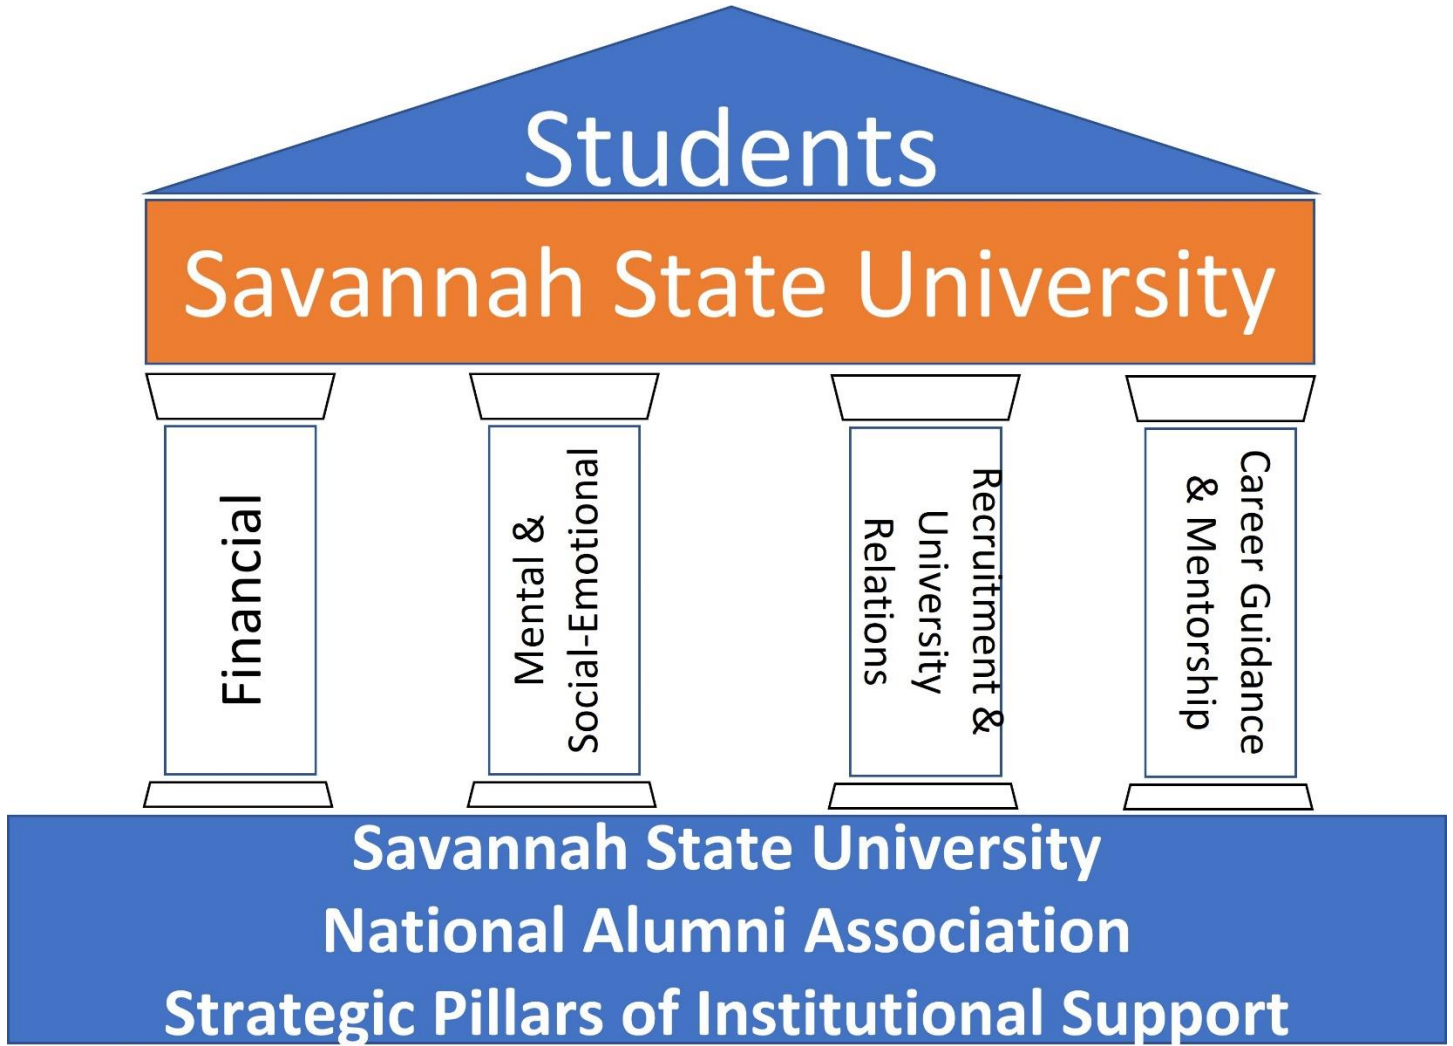 Students
Savannah State University
Financial
Mental &
Social-Emotional
Recruitment &
University
Relations
Career Guidance
& Mentorship
Savannah State University
National Alumni Association
Strategic Pillars of Institutional Support